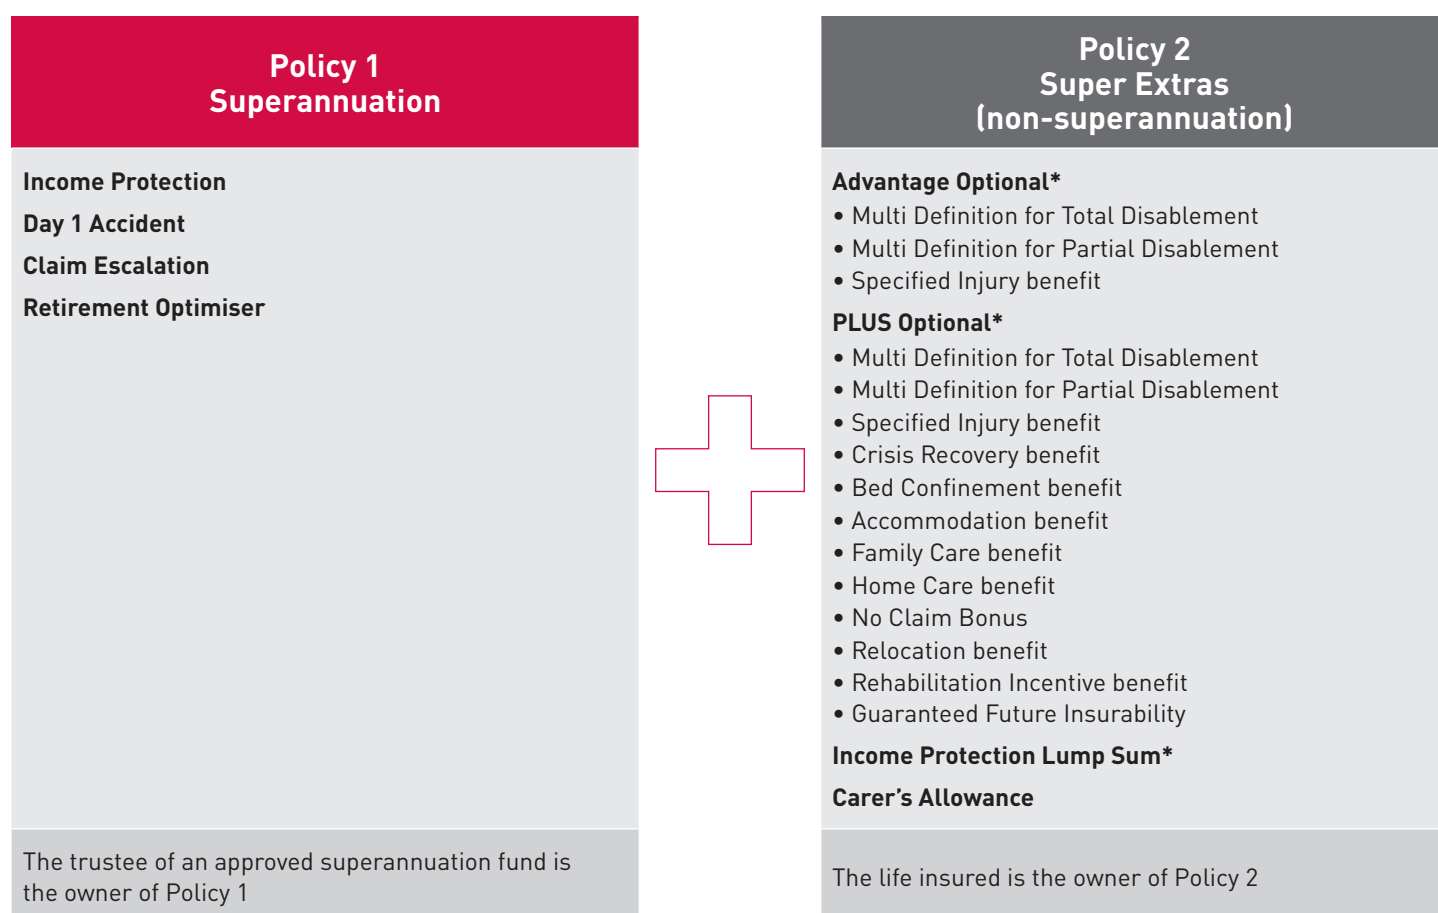 Policy 1
Superannuation
Income Protection
Day 1 Accident
Claim Escalation
Retirement Optimiser
The trustee of an approved superannuation fund is
the owner of Policy 1
Policy 2
Super Extras
(non-superannuation)
Advantage Optional*
• Multi Definition for Total Disablement
• Multi Definition for Partial Disablement
• Specified Injury benefit
PLUS Optional*
• Multi Definition for Total Disablement
• Multi Definition for Partial Disablement
• Specified Injury benefit
• Crisis Recovery benefit
• Bed Confinement benefit
• Accommodation benefit
• Family Care benefit
• Home Care benefit
• No Claim Bonus
• Relocation benefit
• Rehabilitation Incentive benefit
• Guaranteed Future Insurability
Income Protection Lump Sum*
Carer’s Allowance
The life insured is the owner of Policy 2